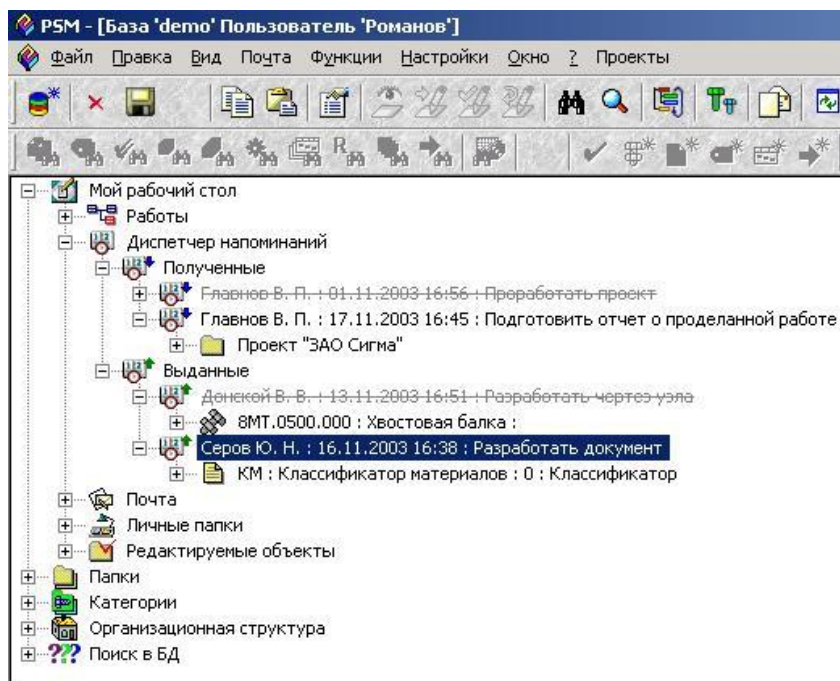 PSM - [База 'demo' Пользователь 'Романов']
Файл Правка Вид Почта Функции Настройки Окно ? Проекты
Мой рабочий стол
Работы
Диспетчер напоминаний
Полученные
Главнов В. П. : 01.11.2003 16:56 : Проработать проект
Главнов В. П. : 17.11.2003 16:45 : Подготовить отчет о проделанной работе
Проект "ЗАО Сигма"
Выданные
Донской В. В. : 13.11.2003 16:51 : Разработать чертез узла
8МТ.0500.000 : Хвостовая балка :
Серов Ю. Н. : 16.11.2003 16:38 : Разработать документ
КМ : Классификатор материалов : 0 : Классификатор
Почта
Личные папки
Редактируемые объекты
Папки
Категории
Организационная структура
??? Поиск в БД